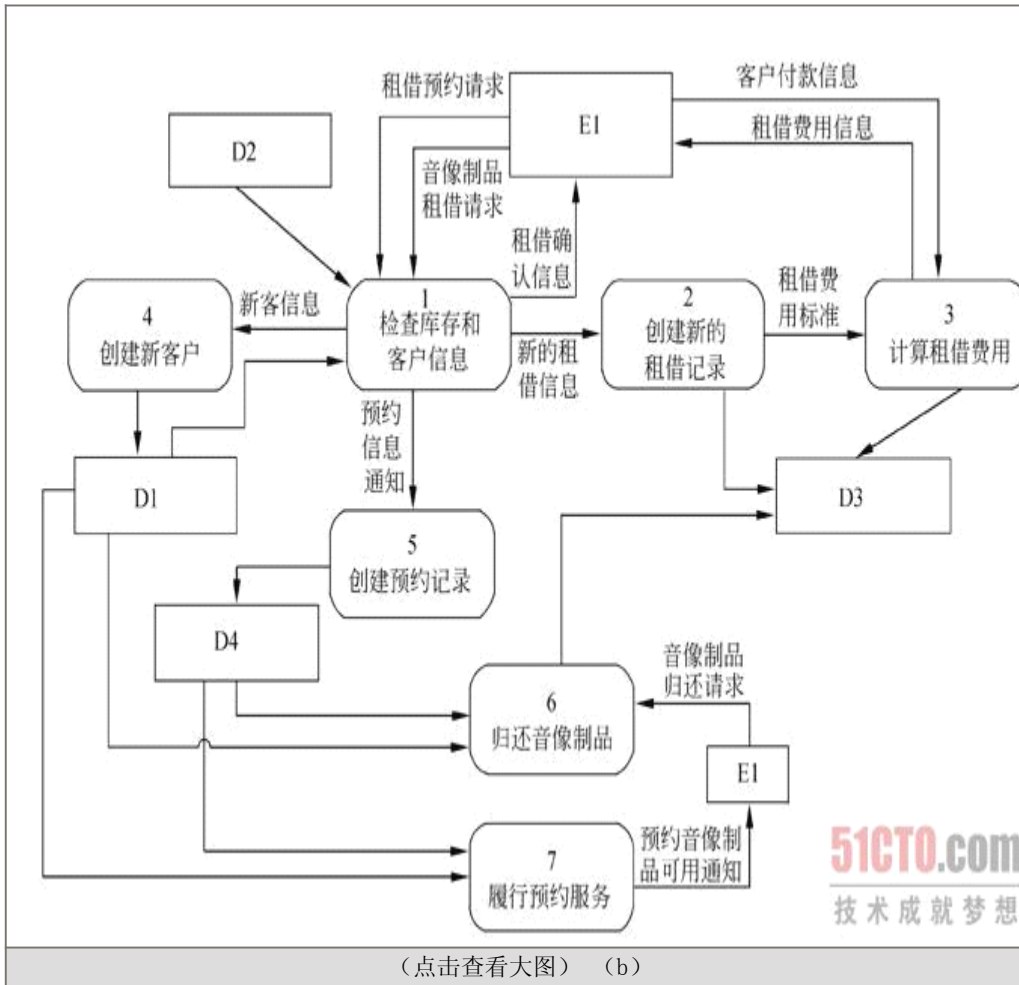 租借预约请求
E1
客户付款信息
租借费用信息
D2
音像制品
租借请求
租借确
认信息
4
创建新客户
新客信息
1
检查库存和
客户信息
新的租
借信息
2
创建新的
租借记录
租借费
用标准
3
计算租借费用
预约
信息
通知
D1
D3
5
创建预约记录
D4
音像制品
归还请求
6
归还音像制品
E1
7
履行预约服务
预约音像制
品可用通知
51CTO.com
技术成就梦想
（点击查看大图） （b）